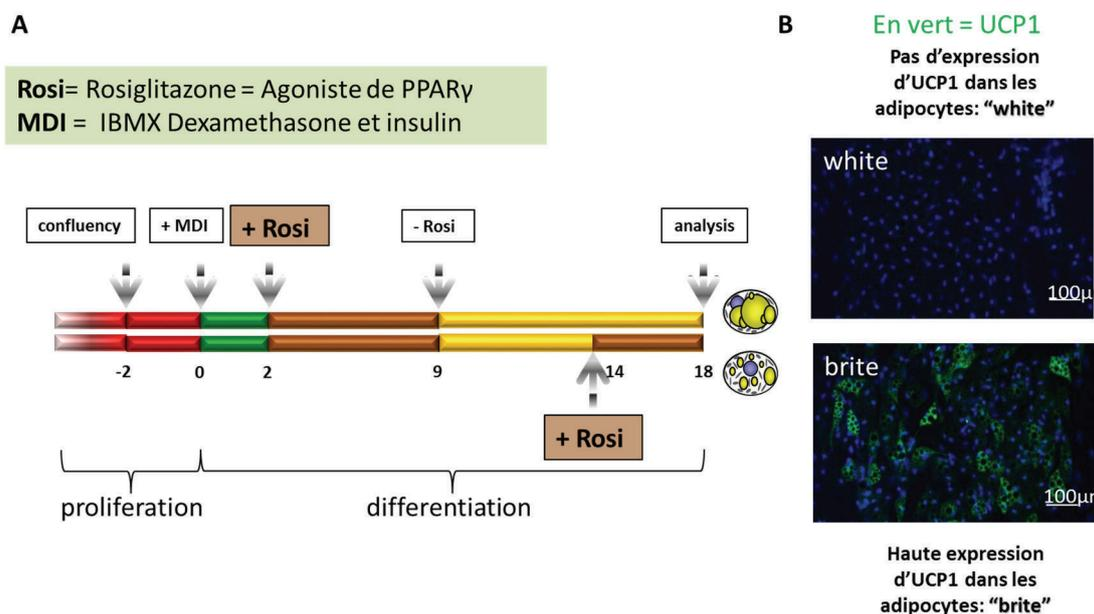 A
Rosi= Rosiglitazone = Agoniste de PPARγ
MDI = IBMX Dexamethasone et insulin
confluency
+ MDI
+ Rosi
- Rosi
analysis
-2
0
2
9
14
18
+ Rosi
proliferation
differentiation
B
En vert = UCP1
Pas d’expression
d’UCP1 dans les
adipocytes: “white”
white
100µ
brite
100µm
Haute expression
d’UCP1 dans les
adipocytes: “brite”